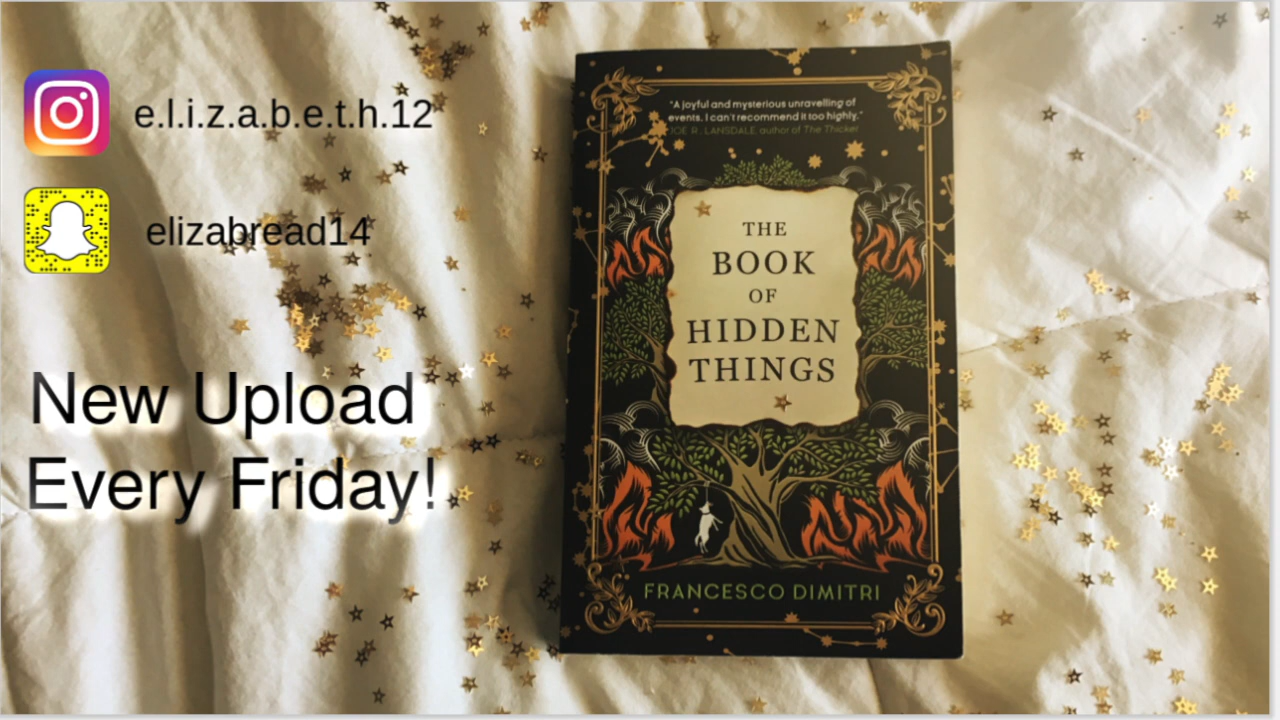 e.l.i.z.a.b.e.t.h.12
elizabread14
New Upload
Every Friday!
"A joyful and mysterious unravelling of
events. I can't recommend it too highly."
JOE R. LANSDALE author of The Thicker
THE
BOOK
OF
HIDDEN
THINGS
FRANCESCO DIMITRI